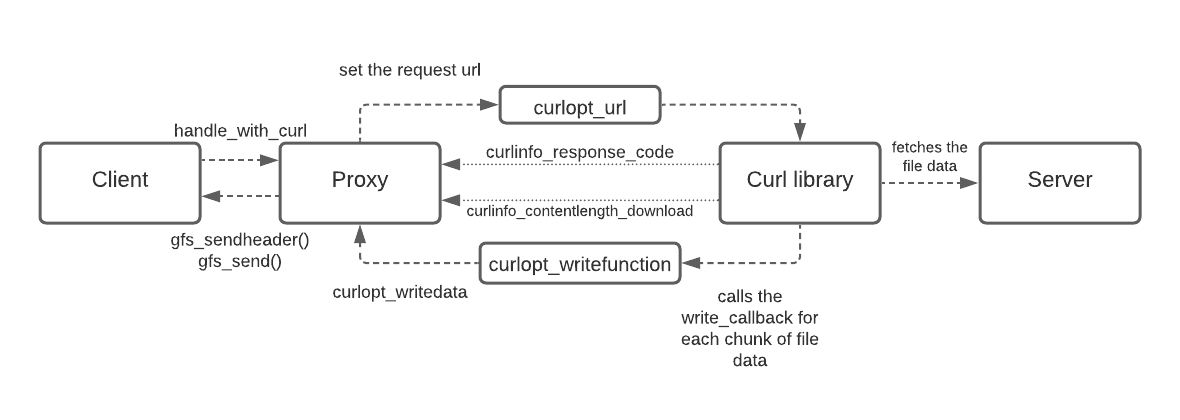 set the request url
curlopt_url
handle_with_curl
curlinfo_response_code
fetches the
file data
Client
Proxy
Curl library
Server
curlinfo_contentlength_download
gfs_sendheader()
gfs_send()
curlopt_writefunction
curlopt_writedata
calls the
write_callback for
each chunk of file
data